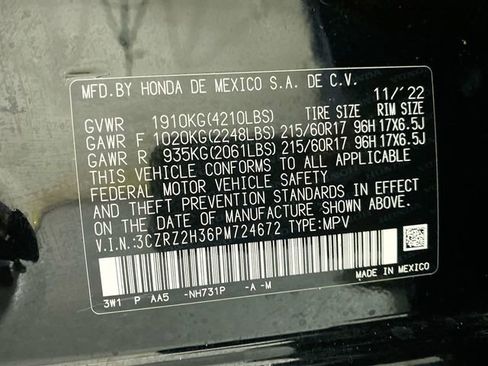 MFD.BY HONDA DE MEXICO S.A. DE C.V.
11/'22
GVWR 1910KG(4210LBS) TIRE SIZE RIM SIZE
GAWR F 1020KG(2248LBS) 215/60R17 96H 17X6.5J
GAWR R 935KG(2061LBS) 215/60R17 96H 17X6.5J
THIS VEHICLE CONFORMS TO ALL APPLICABLE
FEDERAL MOTOR VEHICLE SAFETY
AND THEFT PREVENTION STANDARDS IN EFFECT
ON THE DATE OF MANUFACTURE SHOWN ABOVE.
V.I.N:3CZRZ2H36PM724672 TYPE:MPV
3W1 P AA5 -NH731P -A -M
MADE IN MEXICO